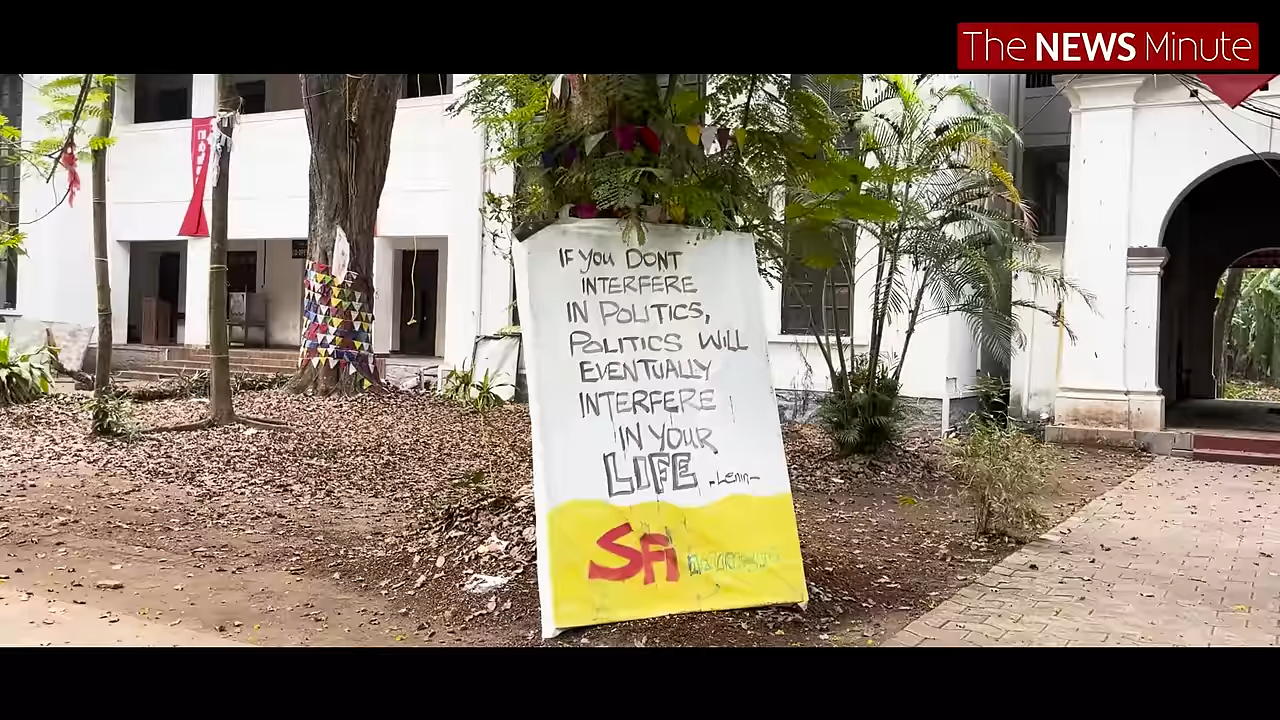 The NEWS Minute
IF YOU DONT
INTERFERE
IN POLITICS,
POLITICS WILL
EVENTUALLY
INTERFERE
IN YOUR
LIFE -Lenin-
SFi